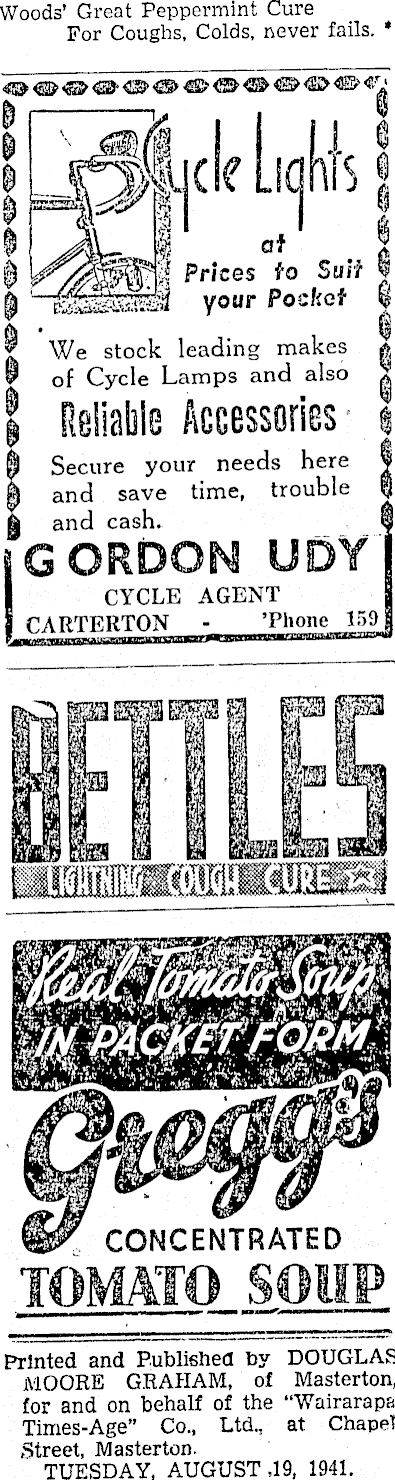 Woods' Great Peppermint Cure
For Coughs, Colds, never fails. *
Cycle Lights
at
Prices to Suit
your Pocket
We stock leading makes
of Cycle Lamps and also
Reliable Accessories
Secure your needs here
and save time, trouble
and cash.
GORDON UDY
CYCLE AGENT
CARTERTON - 'Phone 159
BETTLES
LIGHTNING COUGH CURE
Real Tomato Soup
IN PACKET FORM
Gregg's
CONCENTRATED
TOMATO SOUP
Printed and Published by DOUGLAS
MOORE GRAHAM, of Masterton,
for and on behalf of the "Wairarapa
Times-Age" Co., Ltd., at Chapel
Street, Masterton.
TUESDAY, AUGUST 19, 1941.